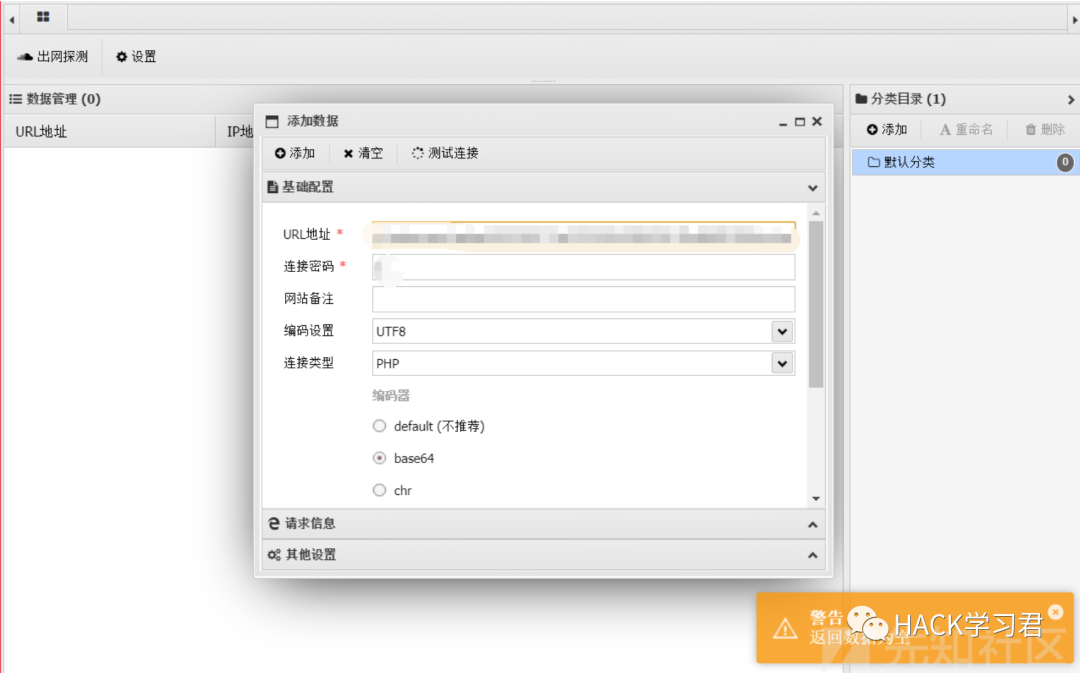 出网探测 设置
数据管理 (0)
分类目录 (1)
URL地址 IP地
添加 重命名 删除
默认分类 0
添加数据
添加 清空 测试连接
基础配置
URL地址 *
连接密码 *
网站备注
编码设置 UTF8
连接类型 PHP
编码器
default (不推荐)
base64
chr
请求信息
其他设置
警告
HACK学习君
返回数据为空
先知社区